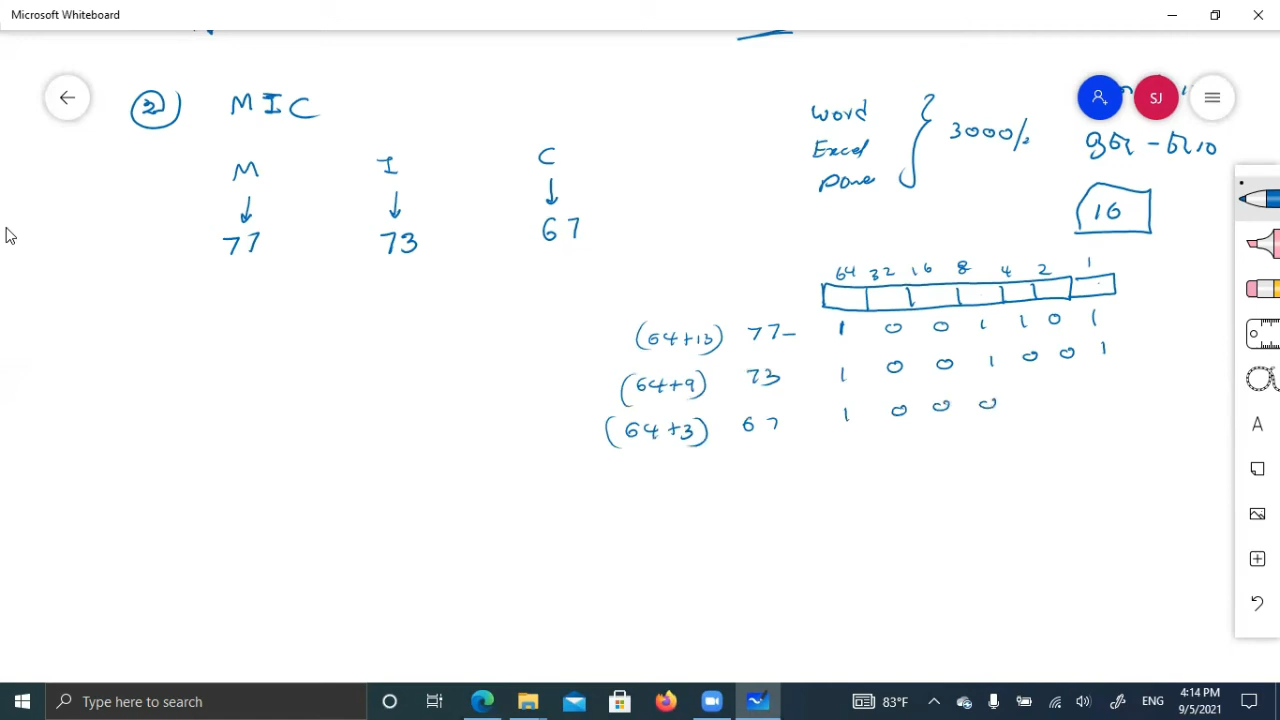 Microsoft Whiteboard
2 MIC
M I C
77 73 67
Word
Excel
3000/-
16
SJ
64 32 16 8 4 2 1
(64+13) 77- 1 0 0 1 1 0 1
(64+9) 73 1 0 0 1 0 0 1
(64+3) 67 1 0 0 0
A
Type here to search
83°F
ENG
4:14 PM
9/5/2021